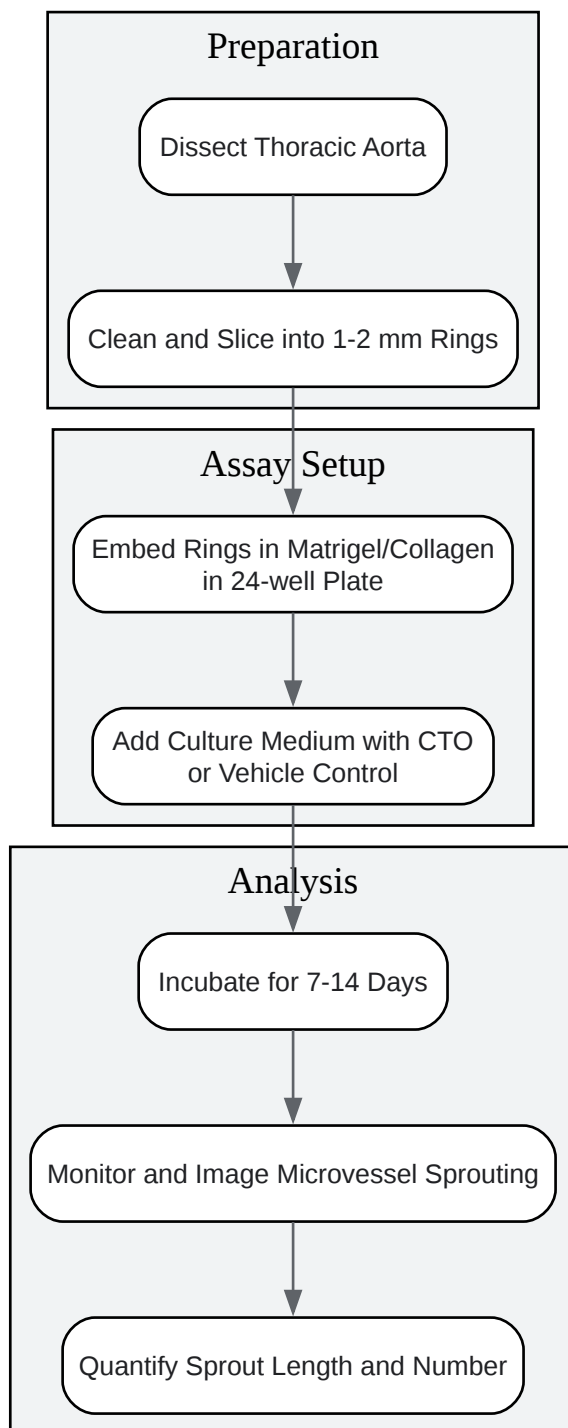 Preparation
Dissect Thoracic Aorta
Clean and Slice into 1-2 mm Rings
Assay Setup
Embed Rings in Matrigel/Collagen
in 24-well Plate
Add Culture Medium with CTO
or Vehicle Control
Analysis
Incubate for 7-14 Days
Monitor and Image Microvessel Sprouting
Quantify Sprout Length and Number